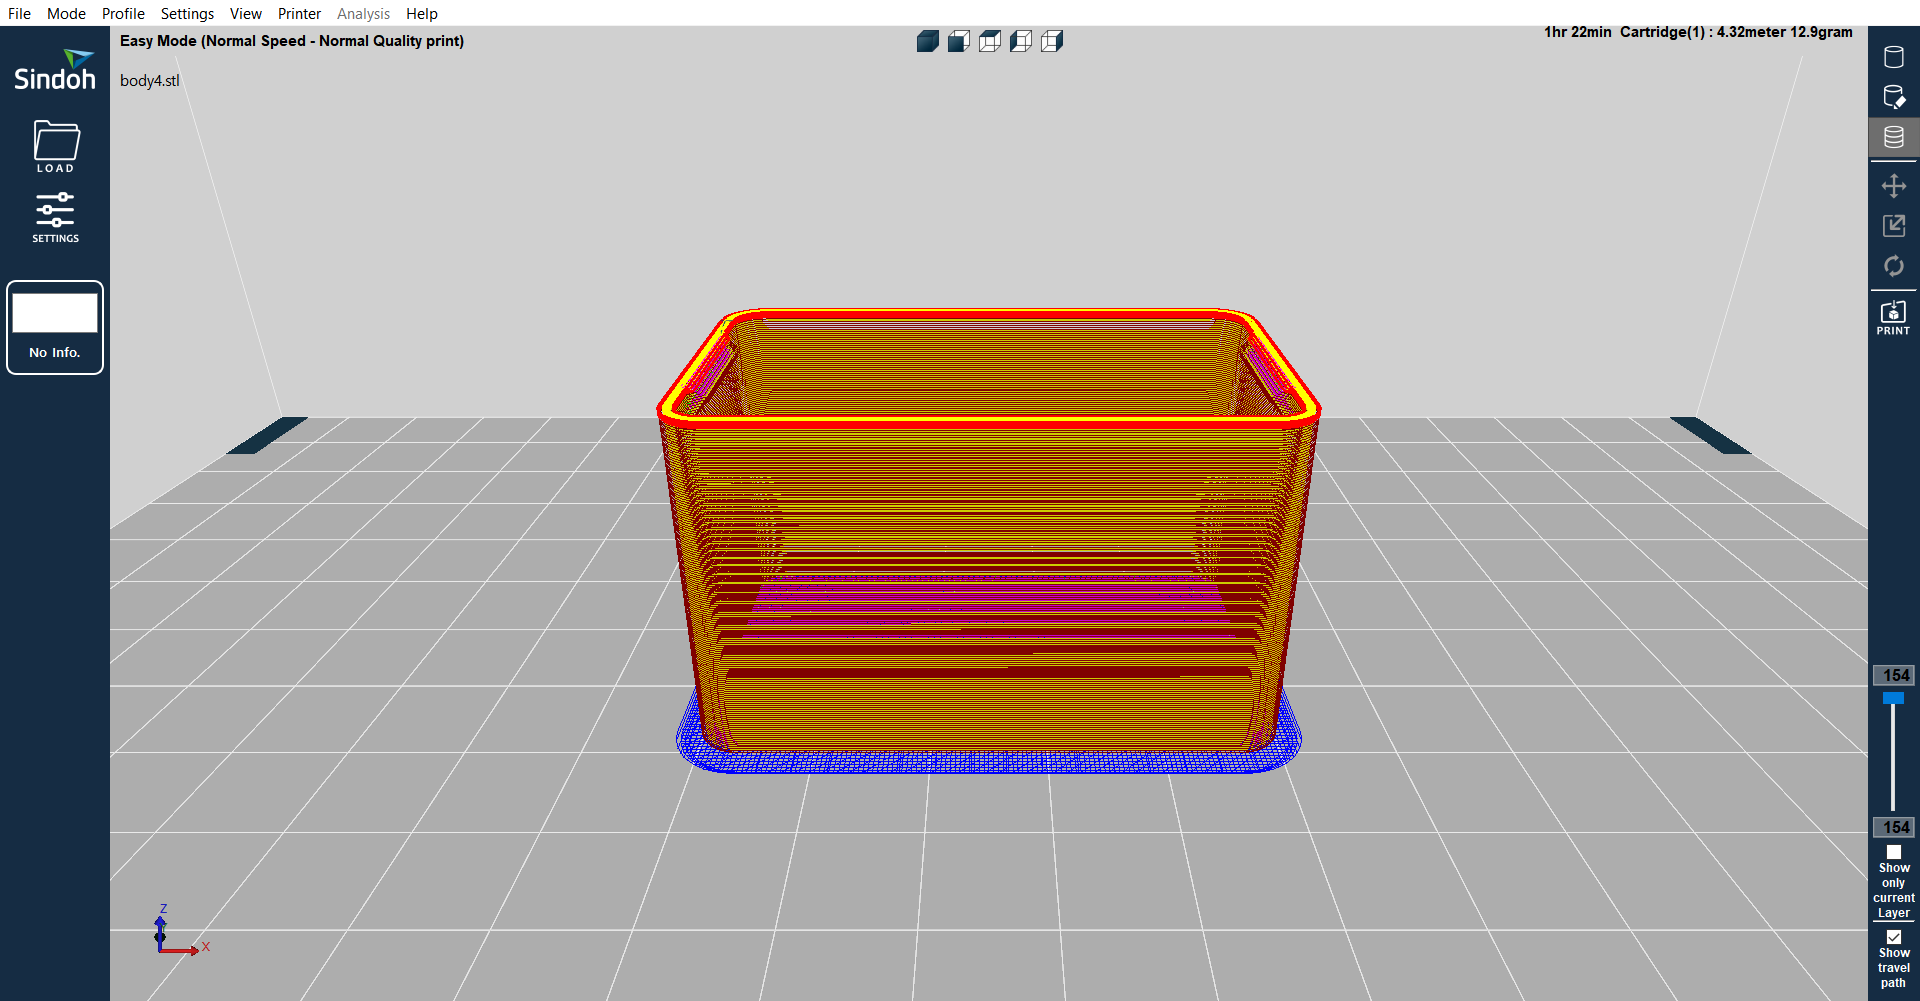 File Mode Profile Settings View Printer Analysis Help
Easy Mode (Normal Speed - Normal Quality print)
1hr 22min Cartridge(1) : 4.32meter 12.9gram
body4.stl
Sindoh
LOAD
SETTINGS
No Info.
PRINT
154
154
Show
only
current
Layer
Show
travel
path
Z
X